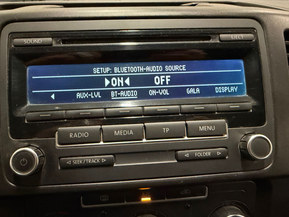 SETUP: BLUETOOTH-AUDIO SOURCE
▶ON◀ OFF
◀ AUX-LVL BT-AUDIO ON-VOL GALA DISPLAY
RADIO MEDIA TP MENU
SIZE/TRACK FOLDER